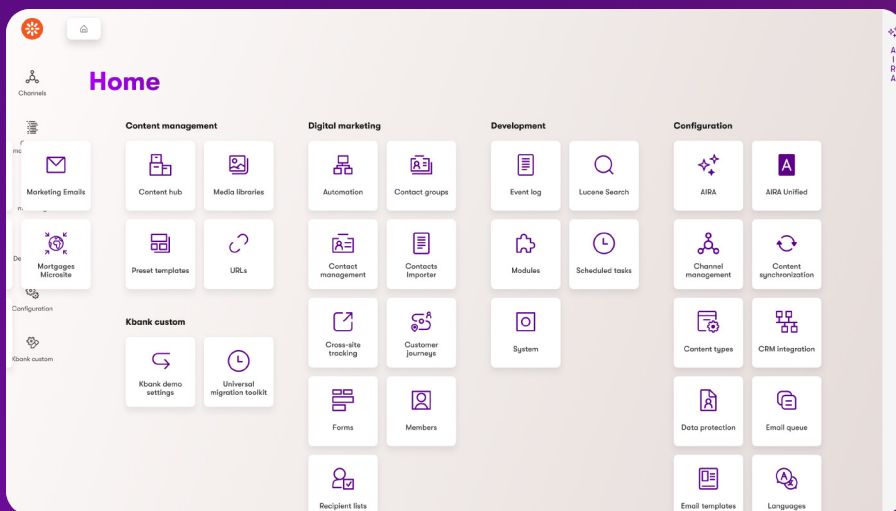 Home
Channels
Marketing Emails
Mortgages
Microsite
Configuration
Kbank custom
Content management
Content hub
Media libraries
Preset templates
URLs
Kbank custom
Kbank demo
settings
Universal
migration toolkit
Digital marketing
Automation
Contact groups
Contact
management
Contacts
Importer
Cross-site
tracking
Customer
journeys
Forms
Members
Recipient lists
Development
Event log
Lucene Search
Modules
Scheduled tasks
System
Configuration
AIRA
AIRA Unified
Channel
management
Content
synchronization
Content types
CRM integration
Data protection
Email queue
Email templates
Languages
AIRA